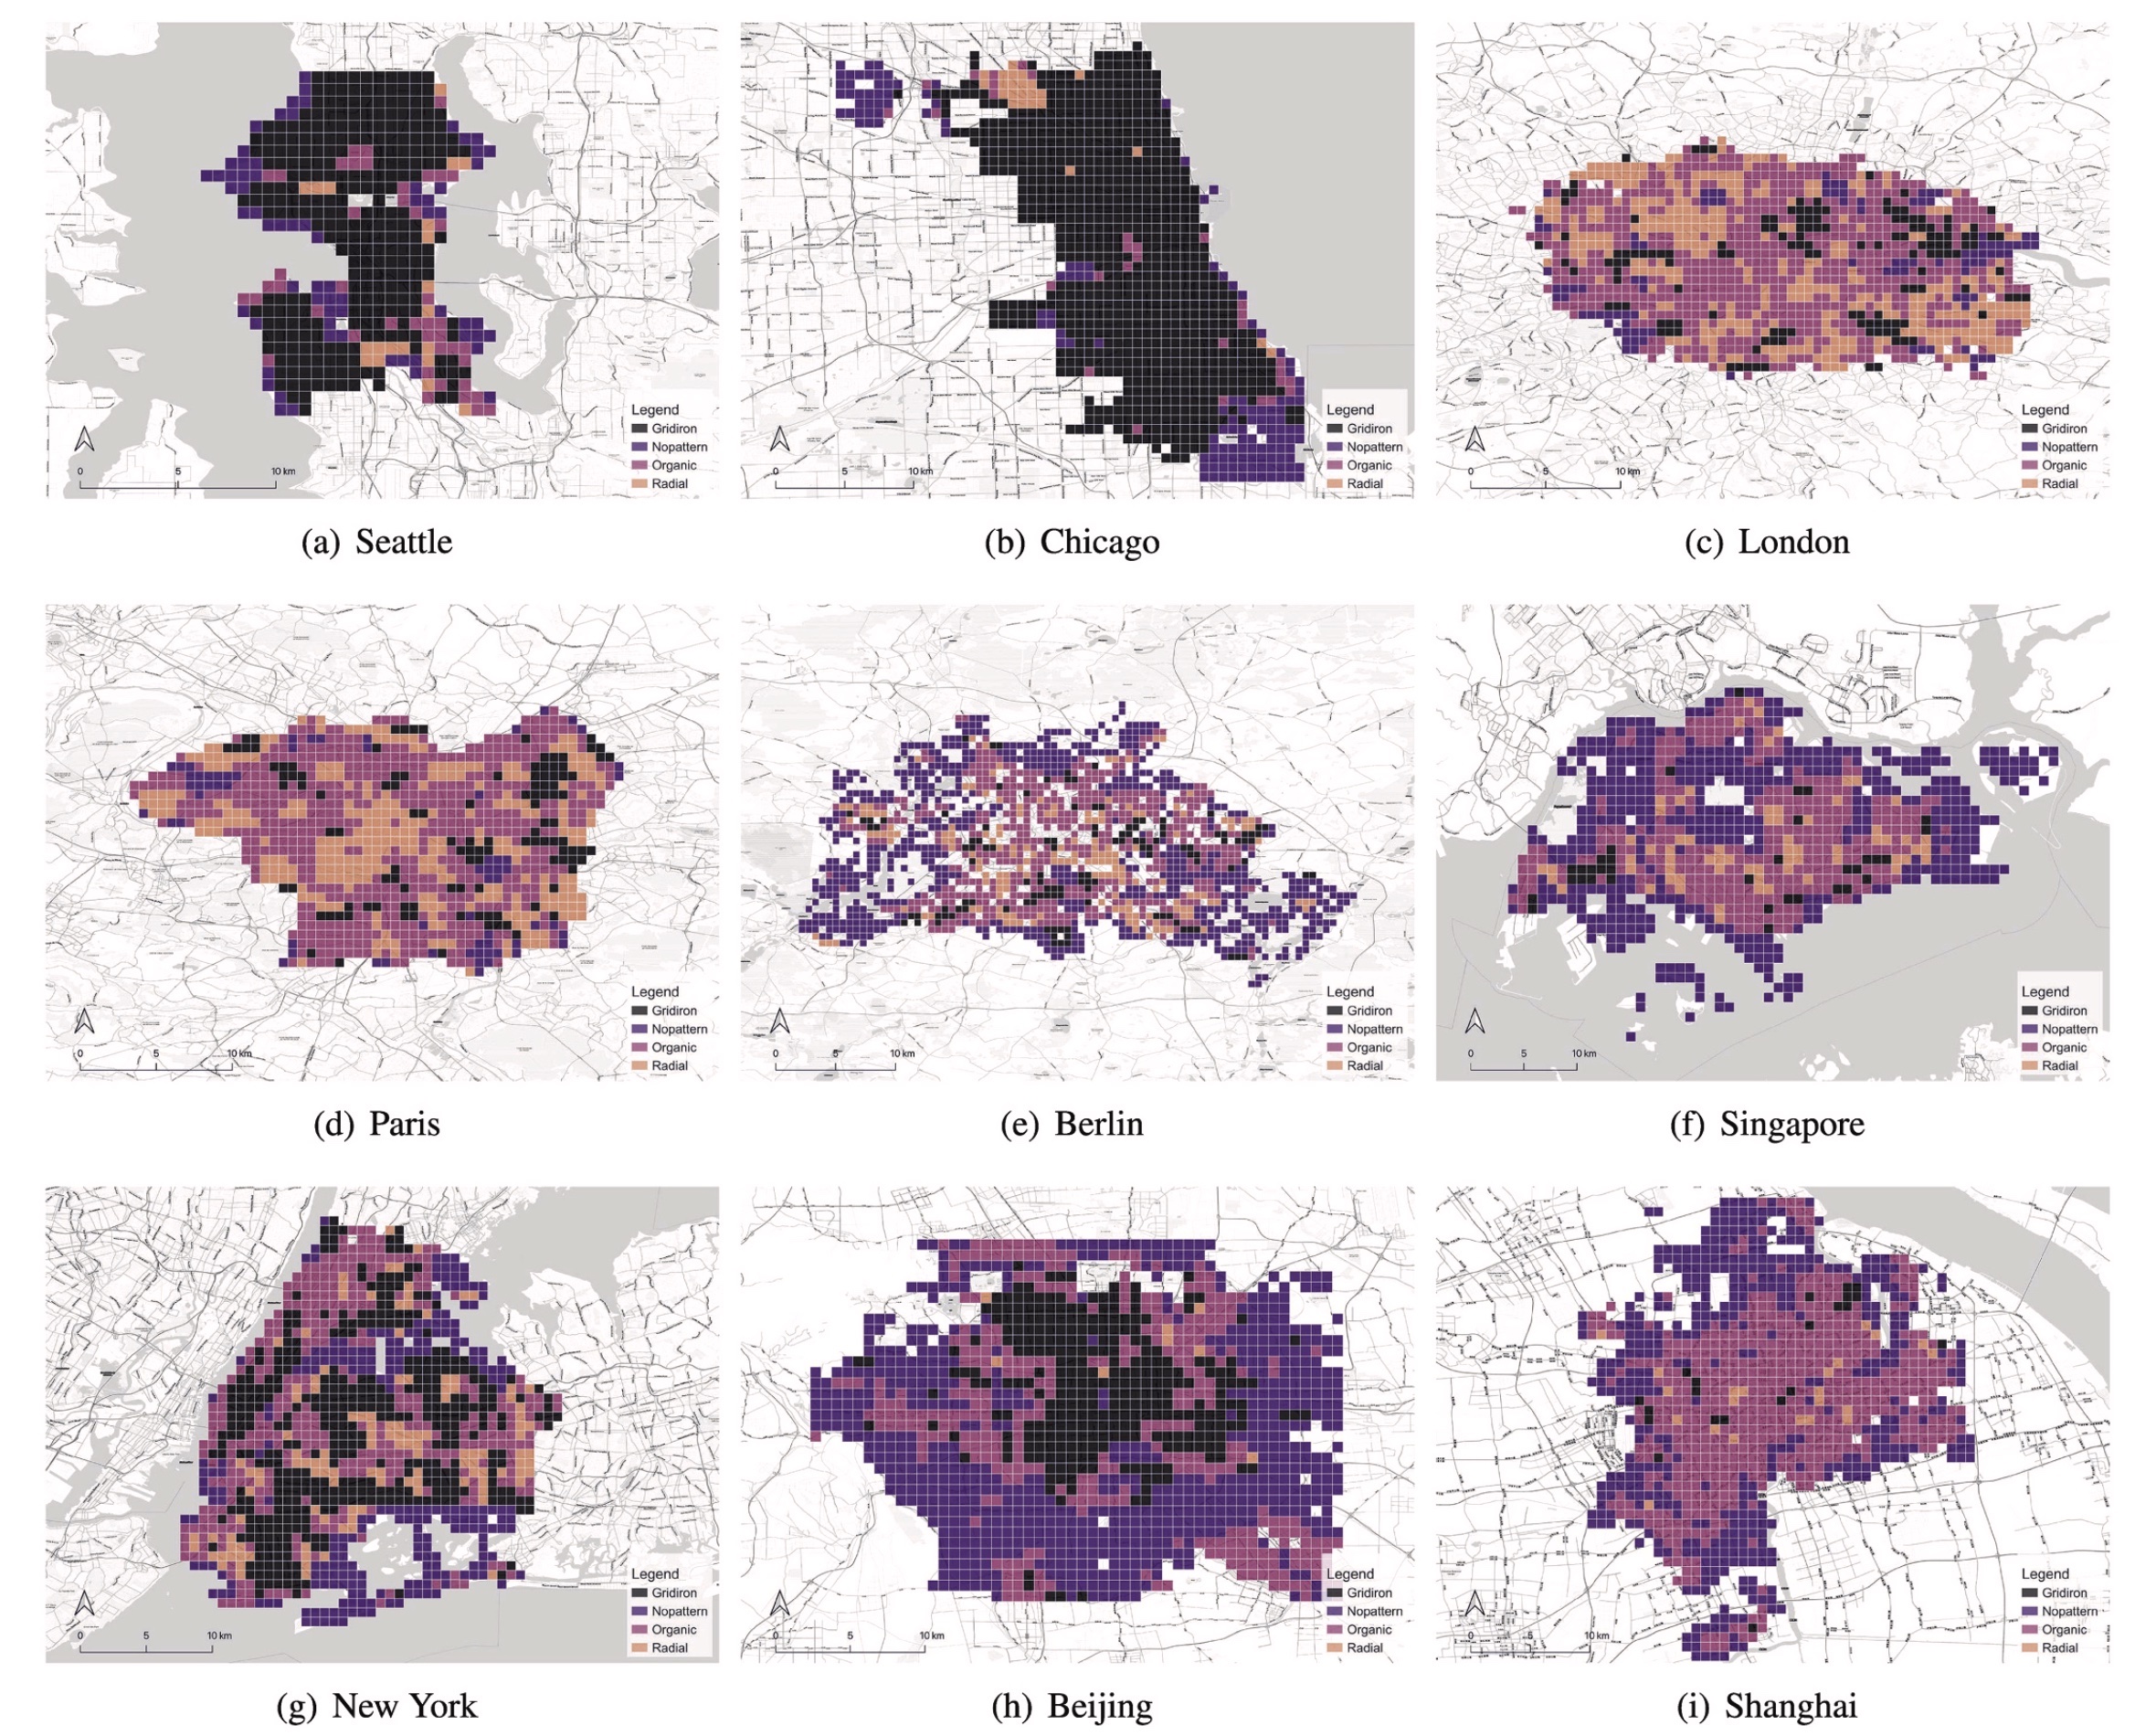 Legend
Gridiron
Nopattern
Organic
Radial
0 5 10 km
(a) Seattle
Legend
Gridiron
Nopattern
Organic
Radial
0 5 10 km
(b) Chicago
Legend
Gridiron
Nopattern
Organic
Radial
0 5 10 km
(c) London
Legend
Gridiron
Nopattern
Organic
Radial
0 5 10 km
(d) Paris
Legend
Gridiron
Nopattern
Organic
Radial
0 5 10 km
(e) Berlin
Legend
Gridiron
Nopattern
Organic
Radial
0 5 10 km
(f) Singapore
Legend
Gridiron
Nopattern
Organic
Radial
0 5 10 km
(g) New York
Legend
Gridiron
Nopattern
Organic
Radial
0 5 10 km
(h) Beijing
Legend
Gridiron
Nopattern
Organic
Radial
0 5 10 km
(i) Shanghai